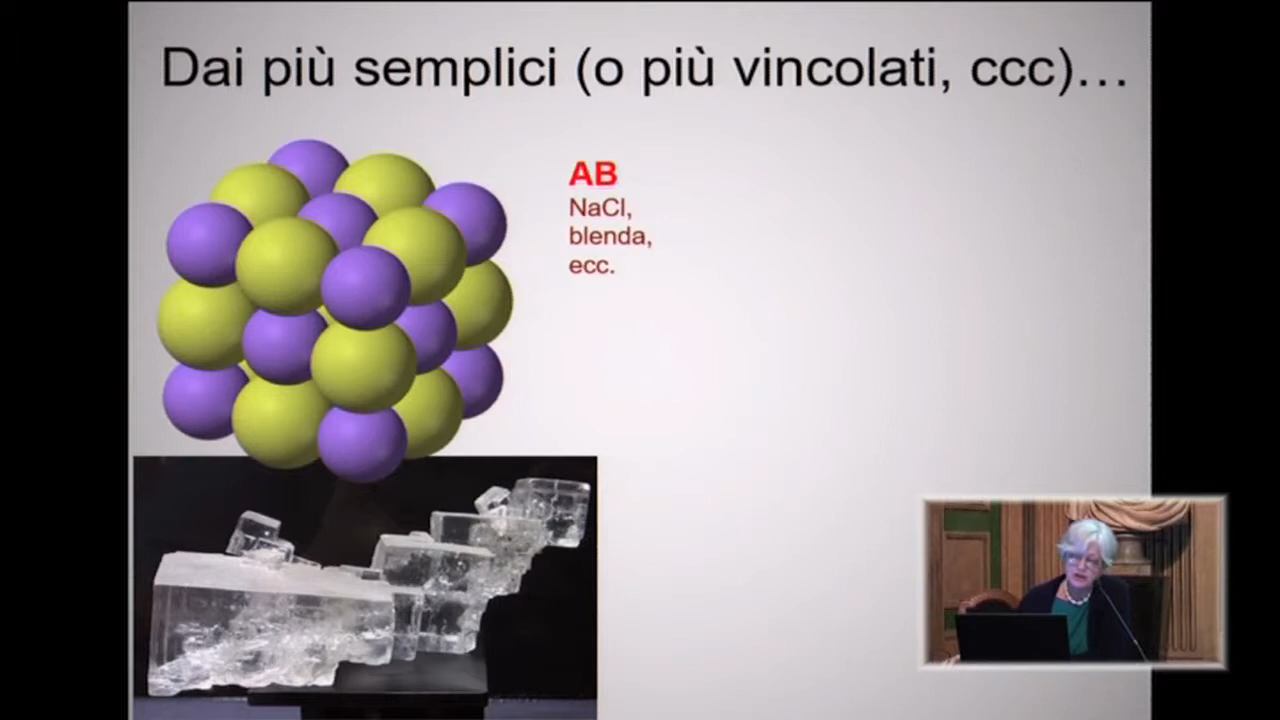 Dai più semplici (o più vincolati, ccc)…
AB
NaCl,
blenda,
ecc.